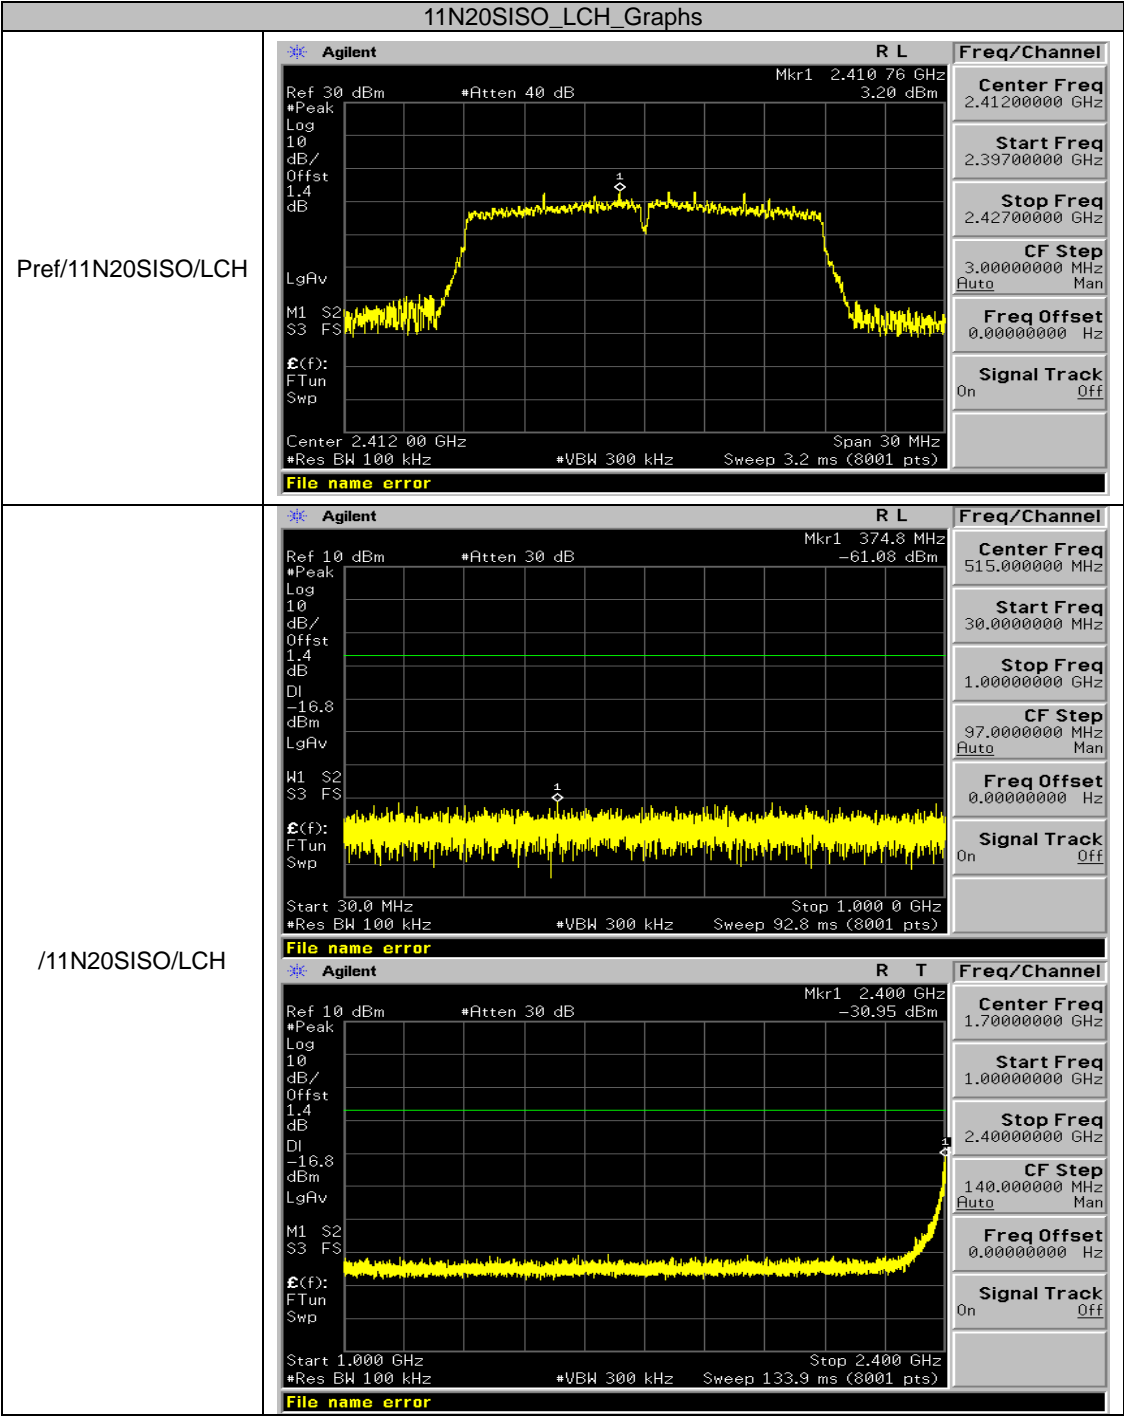 11N20SISO_LCH_Graphs
Pref/11N20SISO/LCH
Agilent R L Freq/Channel
Mkr1 2.410 76 GHz
Ref 30 dBm #Atten 40 dB 3.20 dBm
#Peak
Log
10
dB/
Offst
1.4
dB
LgAv
M1 S2
S3 FS
£(f):
FTun
Swp
1
Center 2.412 00 GHz Span 30 MHz
#Res BW 100 kHz #VBW 300 kHz Sweep 3.2 ms (8001 pts)
File name error
Center Freq
2.41200000 GHz
Start Freq
2.39700000 GHz
Stop Freq
2.42700000 GHz
CF Step
3.00000000 MHz
Auto Man
Freq Offset
0.00000000 Hz
Signal Track
On Off
/11N20SISO/LCH
Agilent R L Freq/Channel
Mkr1 374.8 MHz
Ref 10 dBm #Atten 30 dB -61.08 dBm
#Peak
Log
10
dB/
Offst
1.4
dB
DI
-16.8
dBm
LgAv
W1 S2
S3 FS
£(f):
FTun
Swp
1
Start 30.0 MHz Stop 1.000 0 GHz
#Res BW 100 kHz #VBW 300 kHz Sweep 92.8 ms (8001 pts)
File name error
Center Freq
515.000000 MHz
Start Freq
30.0000000 MHz
Stop Freq
1.00000000 GHz
CF Step
97.0000000 MHz
Auto Man
Freq Offset
0.00000000 Hz
Signal Track
On Off
Agilent R T Freq/Channel
Mkr1 2.400 GHz
Ref 10 dBm #Atten 30 dB -30.95 dBm
#Peak
Log
10
dB/
Offst
1.4
dB
DI
-16.8
dBm
LgAv
M1 S2
S3 FS
£(f):
FTun
Swp
1
Start 1.000 GHz Stop 2.400 GHz
#Res BW 100 kHz #VBW 300 kHz Sweep 133.9 ms (8001 pts)
File name error
Center Freq
1.70000000 GHz
Start Freq
1.00000000 GHz
Stop Freq
2.40000000 GHz
CF Step
140.000000 MHz
Auto Man
Freq Offset
0.00000000 Hz
Signal Track
On Off